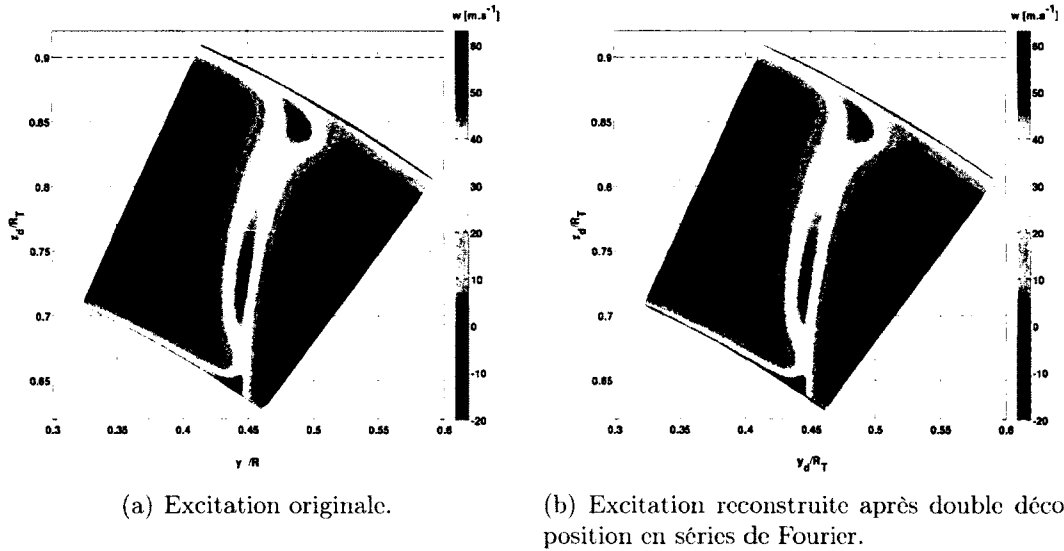 w [m.s⁻¹]
0.9
0.85
0.8
0.75
0.7
0.65
z_d/R_T
0.3 0.35 0.4 0.45 0.5 0.55 0.6
y /R
60
50
40
30
20
10
0
-10
-20
(a) Excitation originale.
w [m.s⁻¹]
0.9
0.85
0.8
0.75
0.7
0.65
z_d/R_T
0.3 0.35 0.4 0.45 0.5 0.55 0.6
y_d/R_T
60
50
40
30
20
10
0
-10
-20
(b) Excitation reconstruite après double déco
position en séries de Fourier.